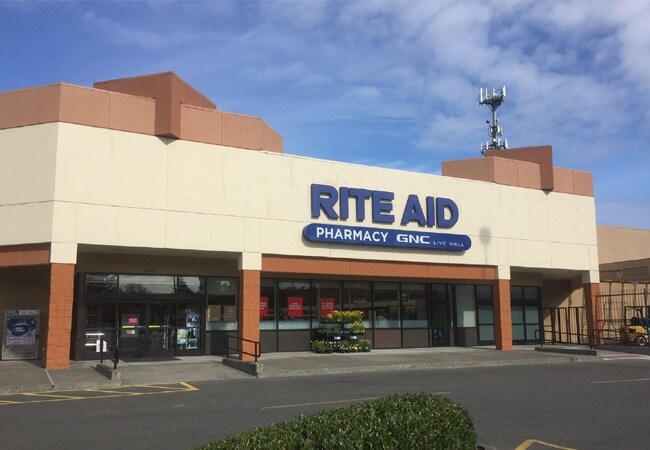 RITE AID
PHARMACY GNC LIVE WELL